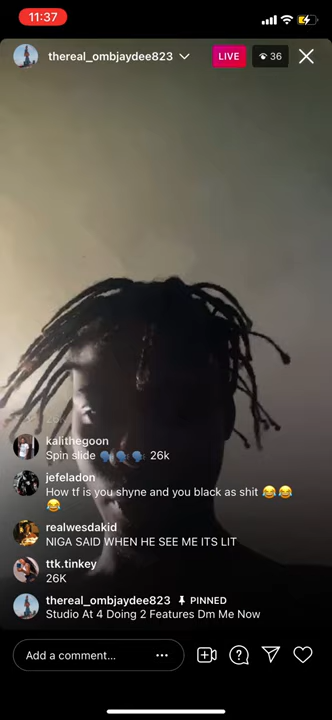 11:37
thereal_ombjaydee823
LIVE
36
kalithegoon
Spin slide 🗣️🗣️🗣️ 26k
jefeladon
How tf is you shyne and you black as shit 😂😂
😂
realwesdakid
NIGA SAID WHEN HE SEE ME ITS LIT
ttk.tinkey
26K
thereal_ombjaydee823 PINNED
Studio At 4 Doing 2 Features Dm Me Now
Add a comment...